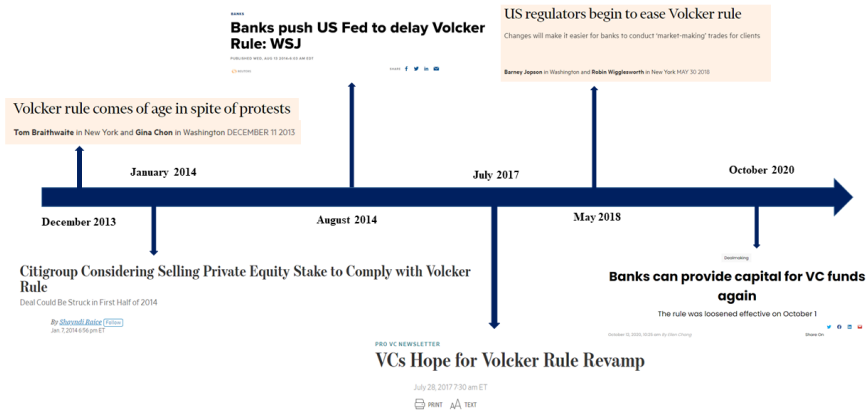 BANKS
Banks push US Fed to delay Volcker
Rule: WSJ
SHARE
US regulators begin to ease Volcker rule
Changes will make it easier for banks to conduct ‘market-making’ trades for clients
Barney Jopson in Washington and Robin Wigglesworth in New York MAY 30 2018
Volcker rule comes of age in spite of protests
Tom Braithwaite in New York and Gina Chon in Washington DECEMBER 11 2013
January 2014
July 2017
October 2020
December 2013
August 2014
May 2018
Citigroup Considering Selling Private Equity Stake to Comply with Volcker
Rule
Deal Could Be Struck in First Half of 2014
By Shayndi Raice Follow
Jan. 7, 2014 6:56 pm ET
Dealmaking
Banks can provide capital for VC funds
again
The rule was loosened effective on October 1
Share On
PRO VC NEWSLETTER
VCs Hope for Volcker Rule Revamp
July 28, 2017 7:30 am ET
PRINT AA TEXT